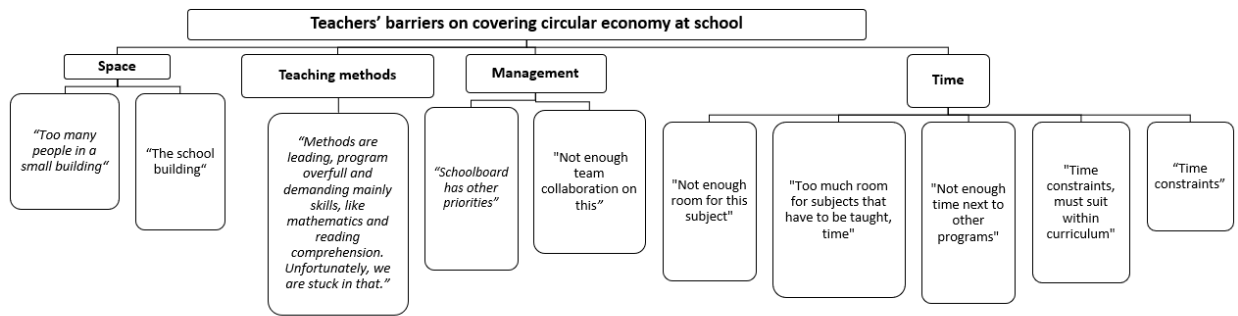 Teachers’ barriers on covering circular economy at school
Space
“Too many
people in a
small building“
“The school
building“
Teaching methods
“Methods are
leading, program
overfull and
demanding mainly
skills, like
mathematics and
reading
comprehension.
Unfortunately, we
are stuck in that.”
Management
“Schoolboard
has other
priorities”
"Not enough
team
collaboration on
this”
Time
"Not enough
room for this
subject"
"Too much room
for subjects that
have to be taught,
time"
"Not enough
time next to
other
programs"
"Time
constraints,
must suit
within
curriculum"
“Time
constraints”